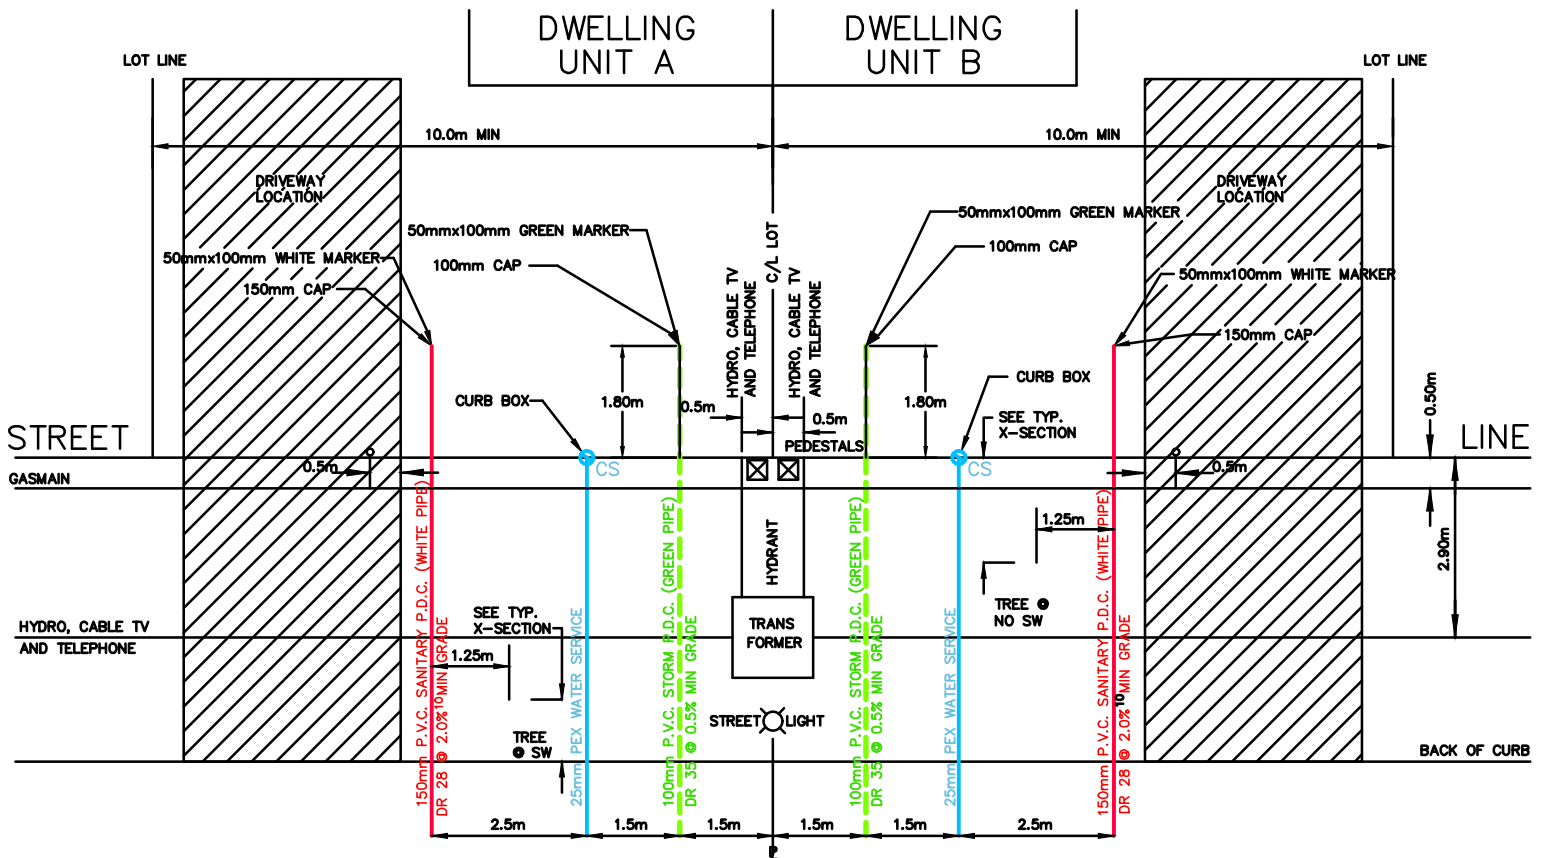 DWELLING
UNIT A
DWELLING
UNIT B
LOT LINE
LOT LINE
10.0m MIN
10.0m MIN
DRIVEWAY
LOCATION
DRIVEWAY
LOCATION
50mmx100mm GREEN MARKER
100mm CAP
50mmx100mm WHITE MARKER
150mm CAP
C/L LOT
HYDRO, CABLE TV
AND TELEPHONE
HYDRO, CABLE TV
AND TELEPHONE
50mmx100mm GREEN MARKER
100mm CAP
50mmx100mm WHITE MARKER
150mm CAP
CURB BOX
1.80m
0.5m
0.5m
1.80m
CURB BOX
SEE TYP.
X-SECTION
0.50m
STREET
LINE
PEDESTALS
0.5m
CS
CS
0.5m
GASMAIN
1.25m
2.90m
HYDRANT
TREE @
NO SW
TRANS
FORMER
HYDRO, CABLE TV
AND TELEPHONE
SEE TYP.
X-SECTION
1.25m
STREET LIGHT
TREE
@ SW
BACK OF CURB
150mm P.V.C. SANITARY P.D.C. (WHITE PIPE)
DR 28 @ 2.0%10 MIN GRADE
25mm PEX WATER SERVICE
100mm P.V.C. STORM P.D.C. (GREEN PIPE)
DR 35 @ 0.5% MIN GRADE
100mm P.V.C. STORM P.D.C. (GREEN PIPE)
DR 35 @ 0.5% MIN GRADE
25mm PEX WATER SERVICE
150mm P.V.C. SANITARY P.D.C. (WHITE PIPE)
DR 28 @ 2.0%10 MIN GRADE
2.5m
1.5m
1.5m
1.5m
1.5m
2.5m